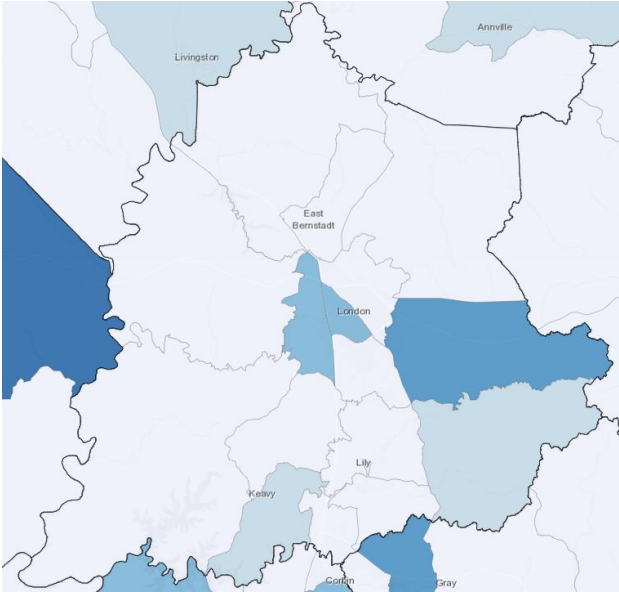 Annville
Livingston
East
Bernstadt
London
Lily
Keavy
Corbin
Gray